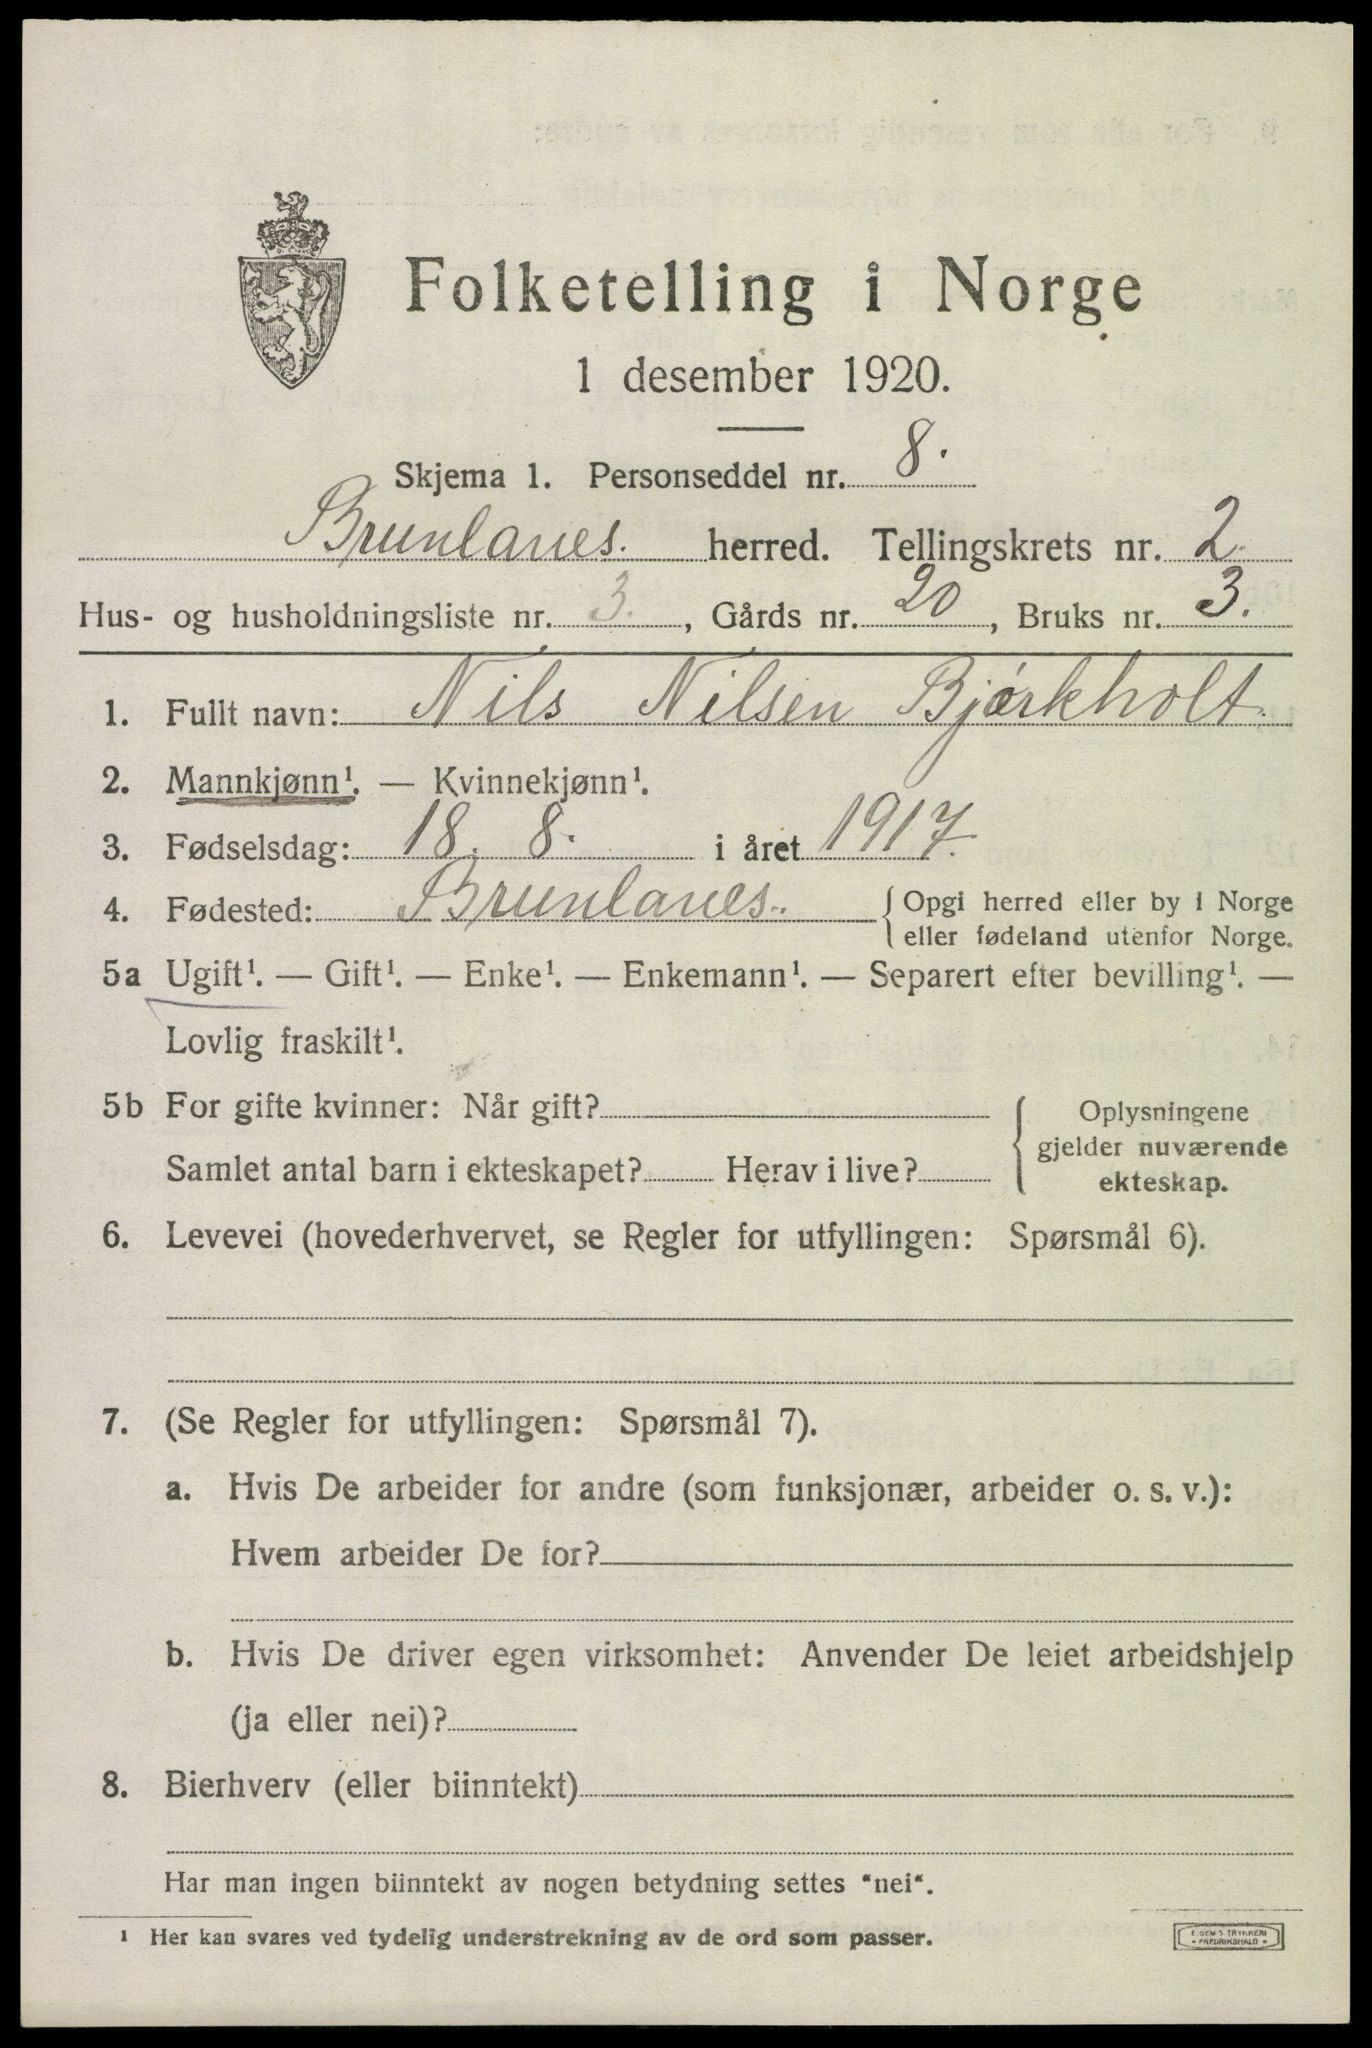 Folketelling i Norge
1 desember 1920.
Skjema 1. Personseddel nr. 8.
Brunlanes. herred. Tellingskrets nr. 2.
Hus- og husholdningsliste nr. 3., Gårds nr. 20, Bruks nr. 3.
1. Fullt navn: Nils Nilsen Bjørkholt.
2. Mannkjønn¹. — Kvinnekjønn¹.
3. Fødselsdag: 18. 8. i året 1917.
4. Fødested: Brunlanes. { Opgi herred eller by i Norge
eller fødeland utenfor Norge.
5a Ugift¹. — Gift¹. — Enke¹. — Enkemann¹. — Separert efter bevilling¹. —
Lovlig fraskilt¹.
5b For gifte kvinner: Når gift? { Oplysningene
gjelder nuværende
Samlet antal barn i ekteskapet? Herav i live? ekteskap.
6. Levevei (hovederhvervet, se Regler for utfyllingen: Spørsmål 6).
7. (Se Regler for utfyllingen: Spørsmål 7).
a. Hvis De arbeider for andre (som funksjonær, arbeider o. s. v.):
Hvem arbeider De for?
b. Hvis De driver egen virksomhet: Anvender De leiet arbeidshjelp
(ja eller nei)?
8. Bierhverv (eller biinntekt)
Har man ingen biinntekt av nogen betydning settes "nei".
¹ Her kan svares ved tydelig understrekning av de ord som passer.
TRYKKERI
FREDRIKSHALD